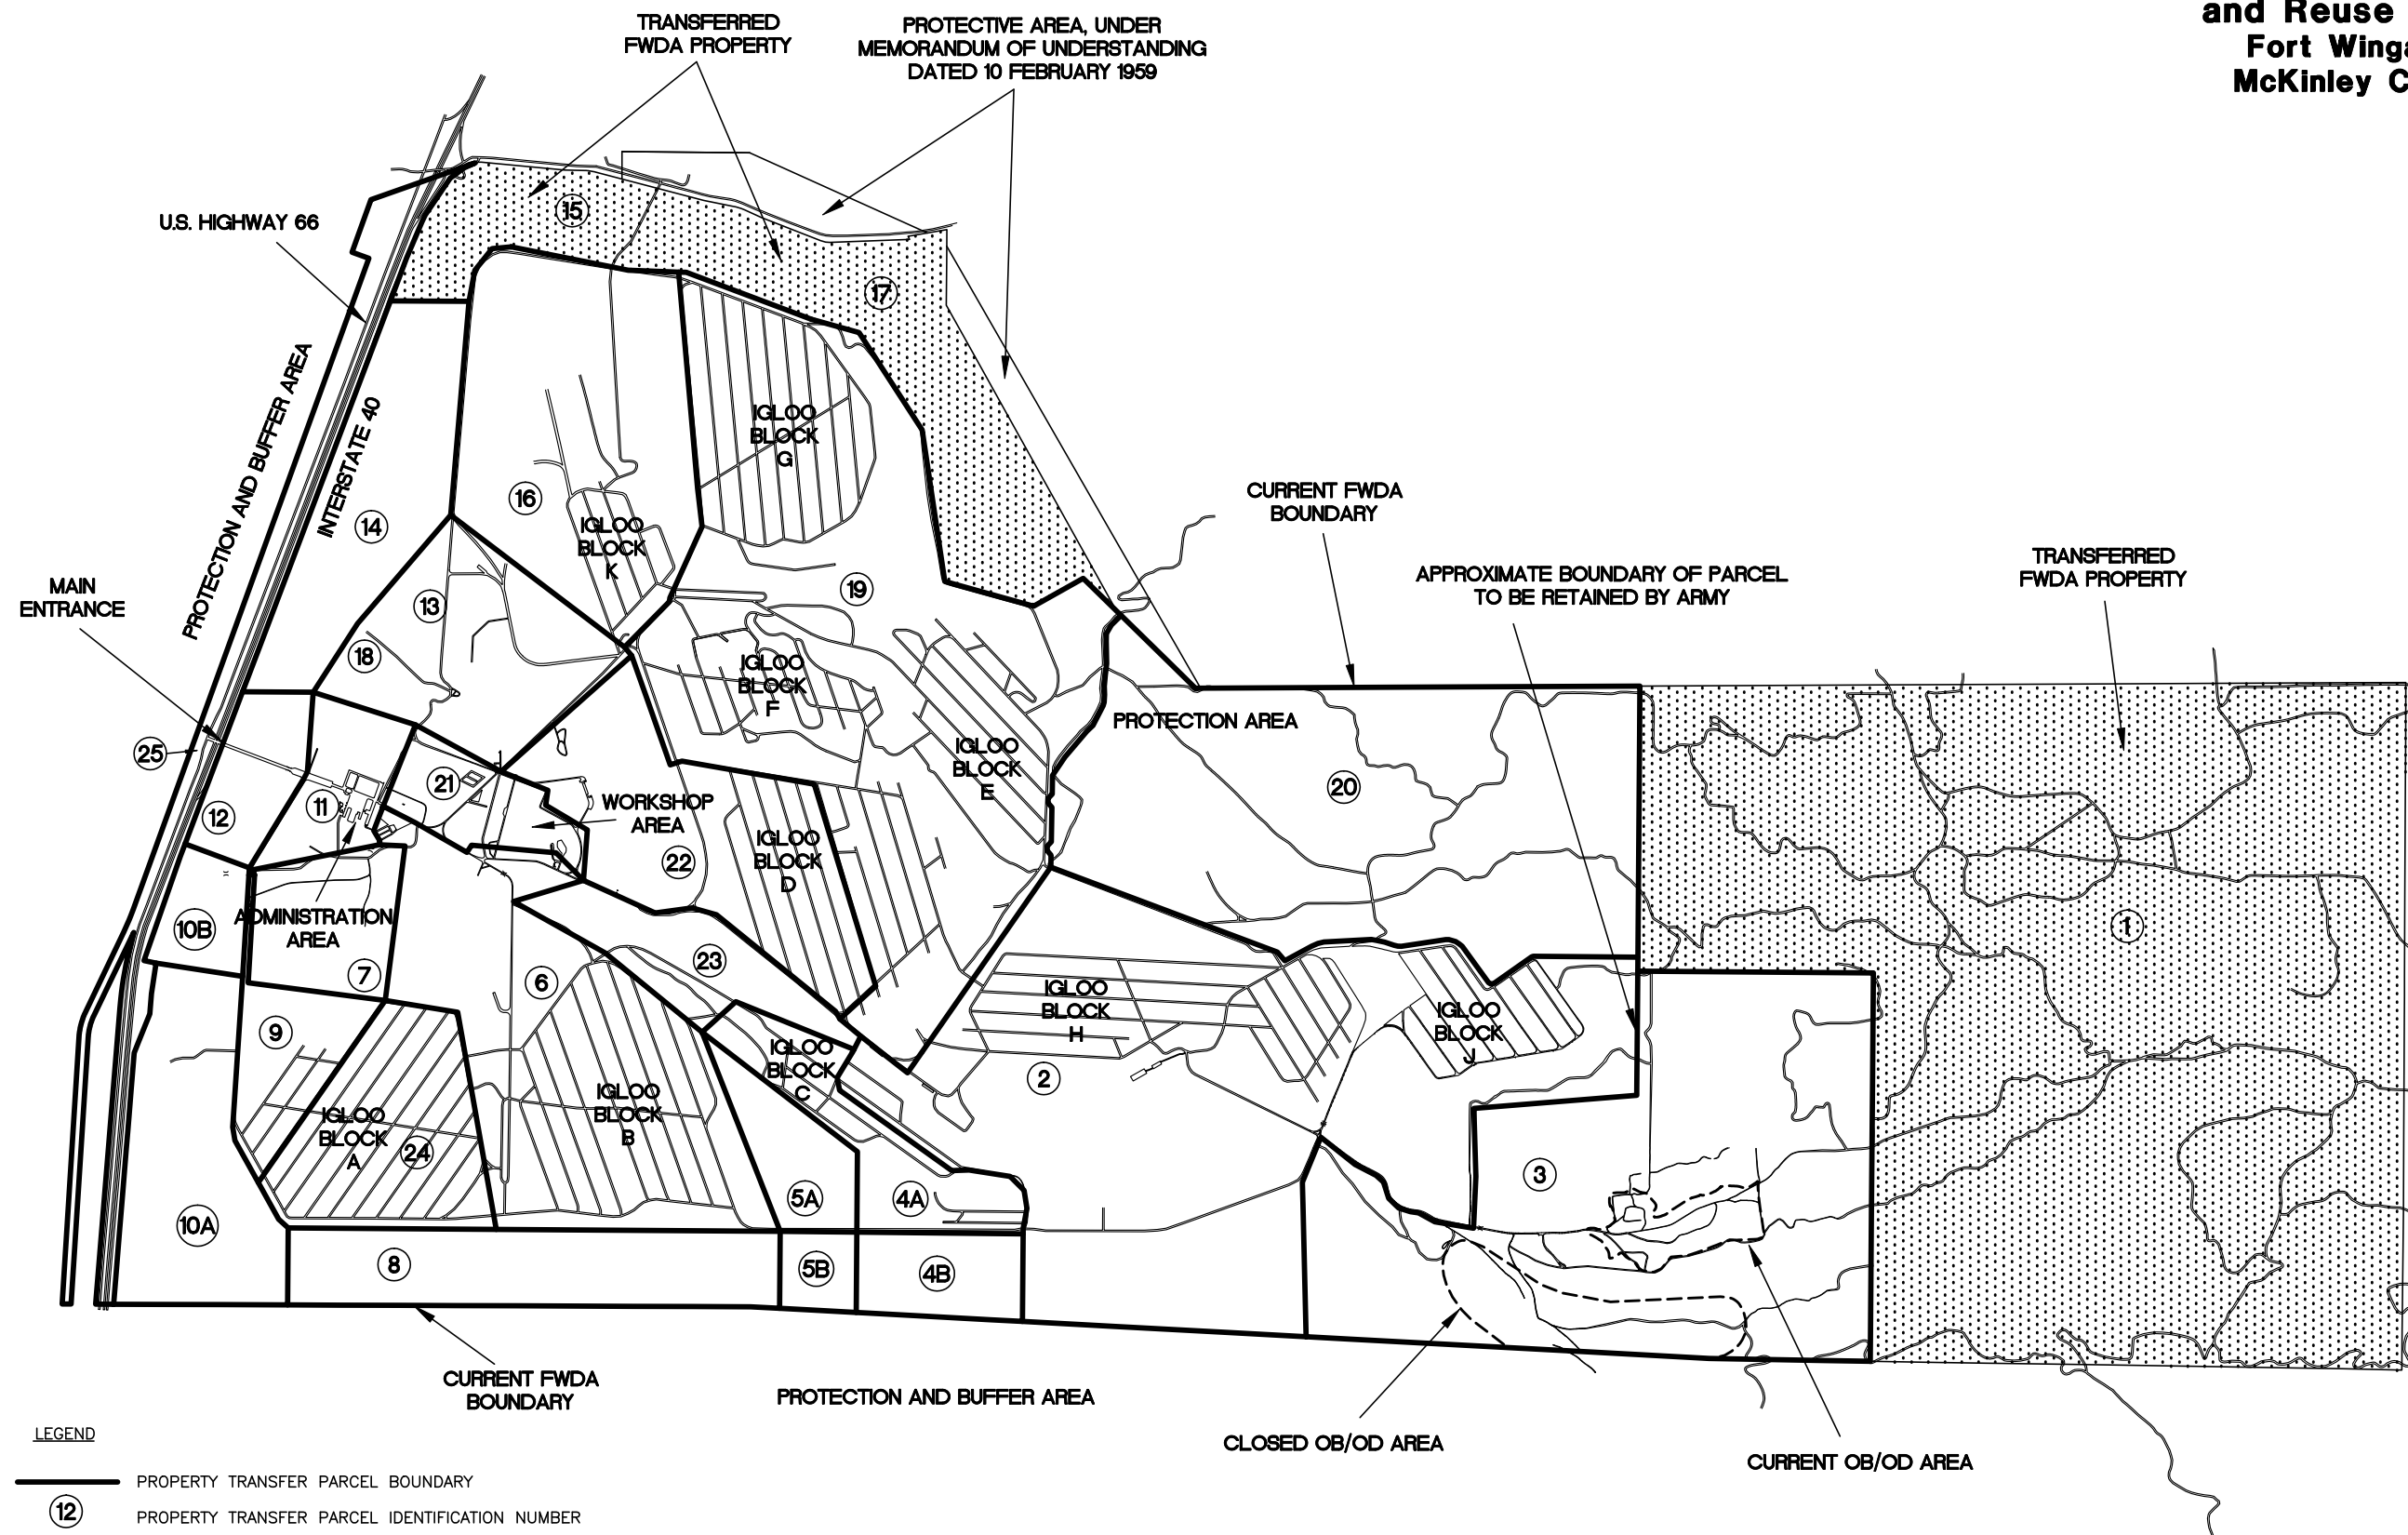 and Reuse
Fort Winga
McKinley C
TRANSFERRED
FWDA PROPERTY
PROTECTIVE AREA, UNDER
MEMORANDUM OF UNDERSTANDING
DATED 10 FEBRUARY 1959
U.S. HIGHWAY 66
15
17
PROTECTION AND BUFFER AREA
INTERSTATE 40
IGLOO
BLOCK
G
14
16
IGLOO
BLOCK
K
CURRENT FWDA
BOUNDARY
APPROXIMATE BOUNDARY OF PARCEL
TO BE RETAINED BY ARMY
TRANSFERRED
FWDA PROPERTY
MAIN
ENTRANCE
13
19
18
IGLOO
BLOCK
F
PROTECTION AREA
25
21
IGLOO
BLOCK
E
20
12
11
WORKSHOP
AREA
22
IGLOO
BLOCK
D
10B
ADMINISTRATION
AREA
1
7
6
23
9
IGLOO
BLOCK
H
IGLOO
BLOCK
J
IGLOO
BLOCK
C
2
IGLOO
BLOCK
A
24
IGLOO
BLOCK
B
3
10A
5A
4A
8
5B
4B
CURRENT FWDA
BOUNDARY
PROTECTION AND BUFFER AREA
CLOSED OB/OD AREA
CURRENT OB/OD AREA
LEGEND
PROPERTY TRANSFER PARCEL BOUNDARY
12 PROPERTY TRANSFER PARCEL IDENTIFICATION NUMBER